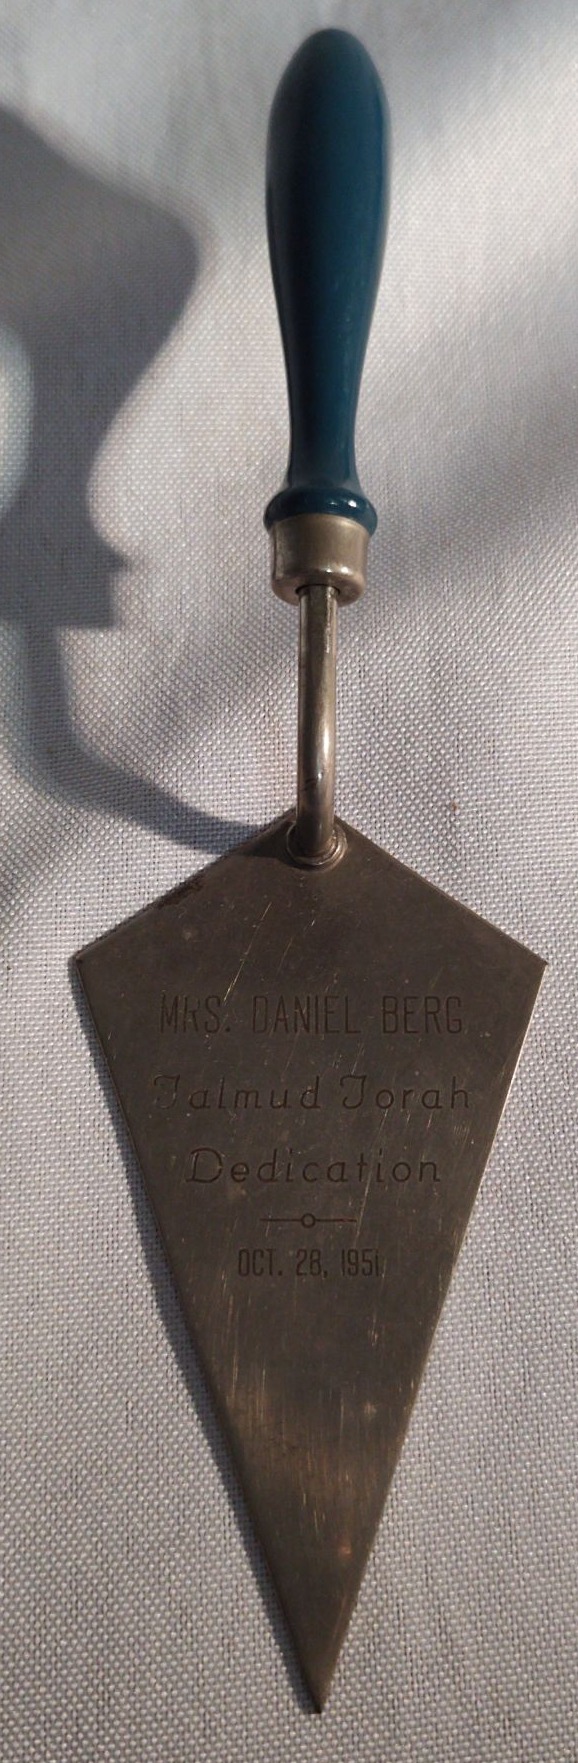 MRS. DANIEL BERG
Talmud Torah
Dedication
OCT. 28, 1951